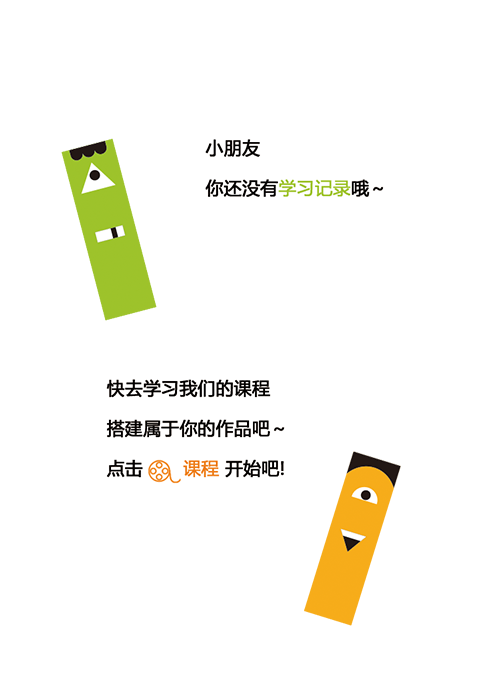 小朋友
你还没有学习记录哦~
快去学习我们的课程
搭建属于你的作品吧~
点击 课程 开始吧!